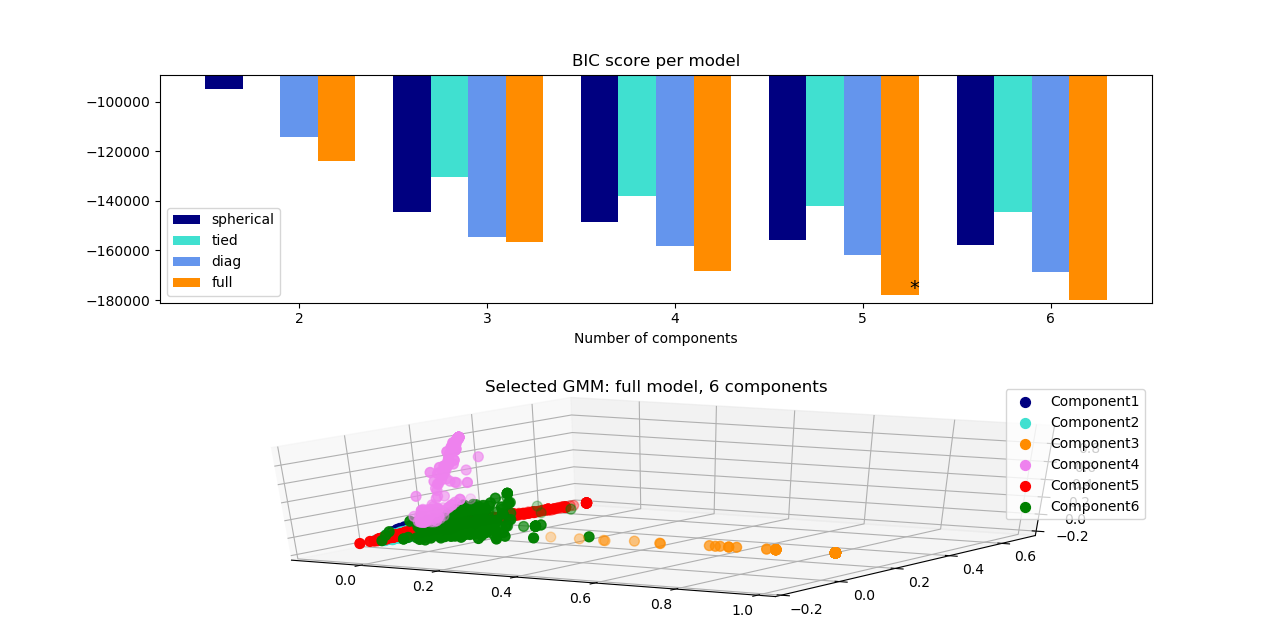 BIC score per model
−100000
−120000
−140000
−160000
−180000
spherical
tied
diag
full
*
2 3 4 5 6
Number of components
Selected GMM: full model, 6 components
Component1
Component2
Component3
Component4
Component5
Component6
0.0
−0.2
0.0 0.2 0.4 0.6 0.8 1.0
−0.2 0.0 0.2 0.4 0.6